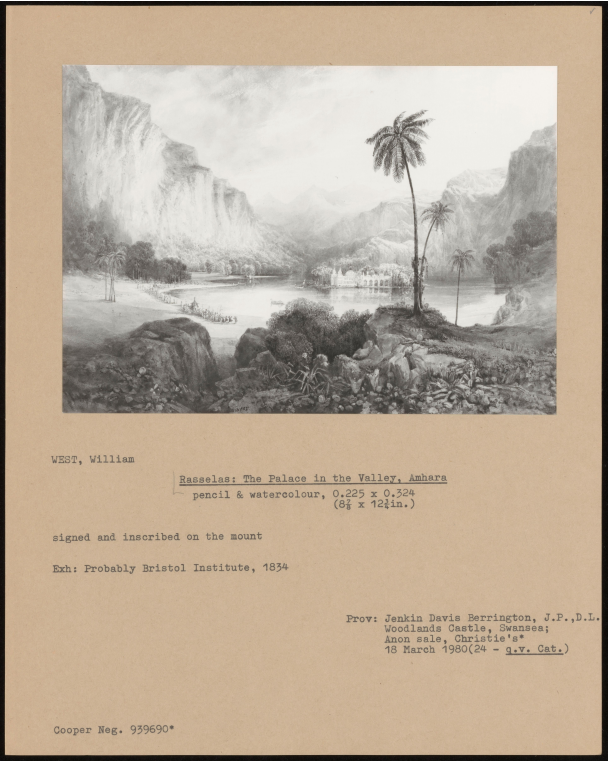 WEST, William
Rasselas: The Palace in the Valley, Amhara
pencil & watercolour, 0.225 x 0.324
(8⅞ x 12¾in.)
signed and inscribed on the mount
Exh: Probably Bristol Institute, 1834
Prov: Jenkin Davis Berrington, J.P.,D.L.
Woodlands Castle, Swansea;
Anon sale, Christie's*
18 March 1980(24 - q.v. Cat.)
Cooper Neg. 939690*